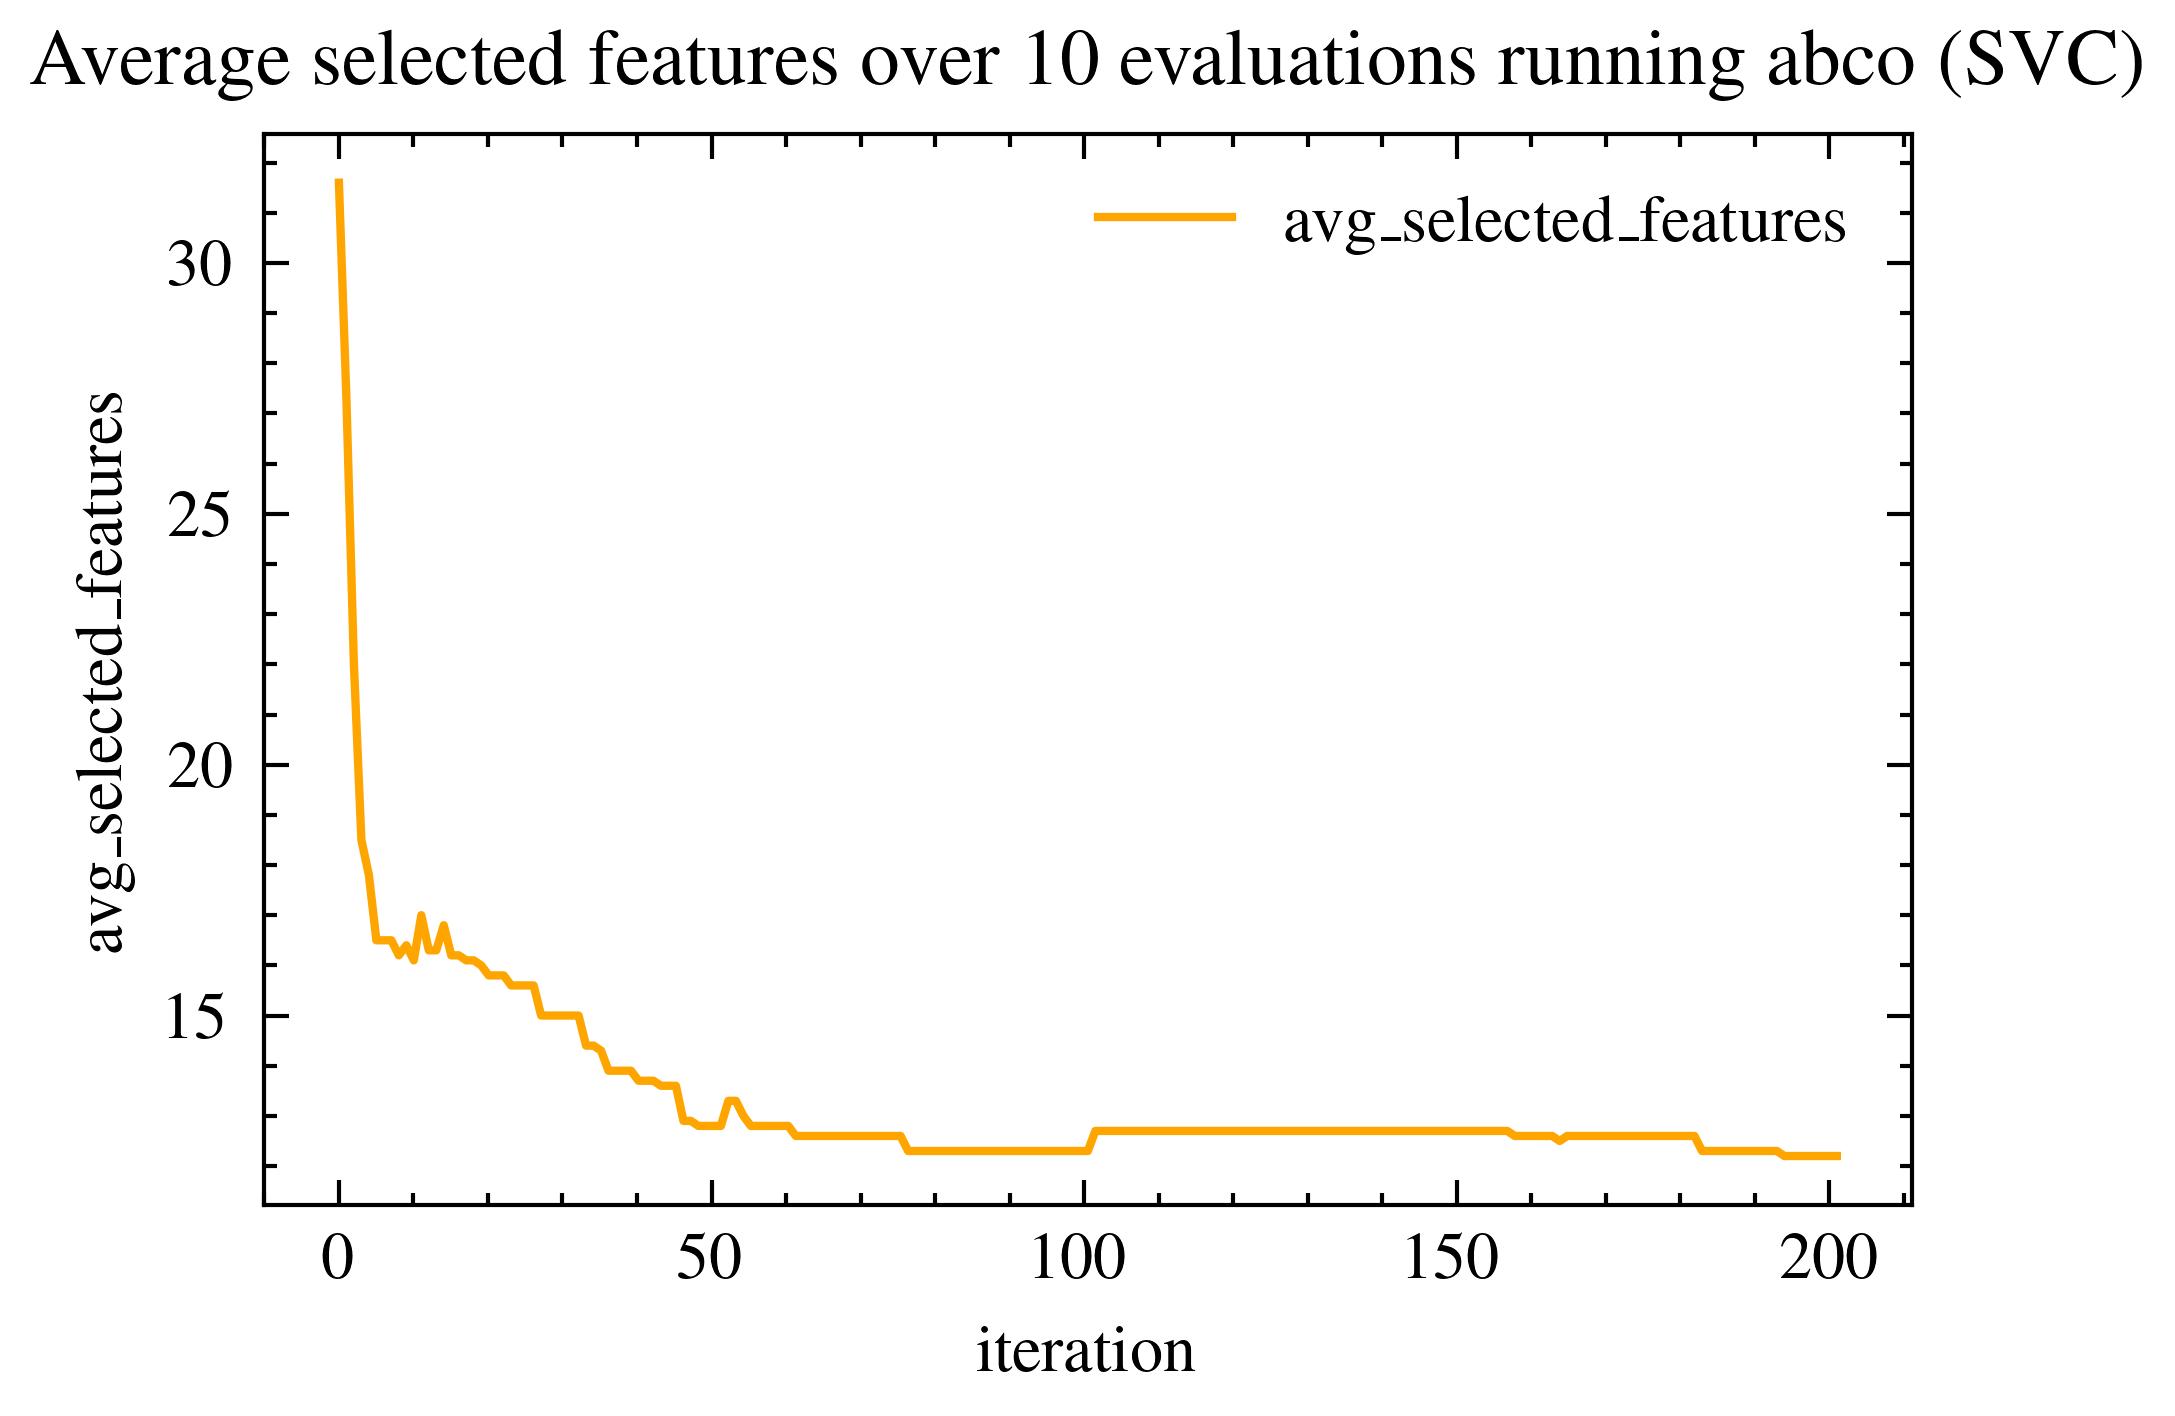 Average selected features over 10 evaluations running abco (SVC)
avg_selected_features
30
25
20
15
avg_selected_features
0 50 100 150 200
iteration